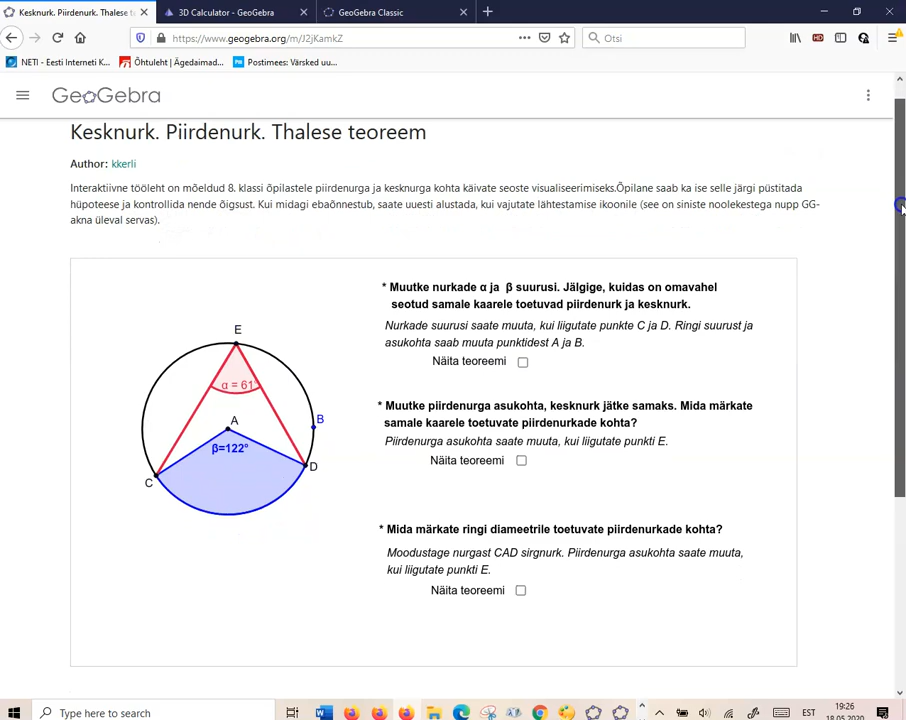 Kesknurk. Piirdenurk. Thalese t
3D Calculator - GeoGebra
GeoGebra Classic
https://www.geogebra.org/m/J2jKamkZ
Otsi
NETI - Eesti Interneti K...
Õhtuleht | Ägedaimad...
Postimees: Värsked uu...
GeoGebra
Kesknurk. Piirdenurk. Thalese teoreem
Author: kkerli
Interaktiivne tööleht on mõeldud 8. klassi õpilastele piirdenurga ja kesknurga kohta käivate seoste visualiseerimiseks.Õpilane saab ka ise selle järgi püstitada
hüpoteese ja kontrollida nende õigsust. Kui midagi ebaõnnestub, saate uuesti alustada, kui vajutate lähtestamise ikoonile (see on siniste noolekestega nupp GG-
akna üleval servas).
* Muutke nurkade α ja β suurusi. Jälgige, kuidas on omavahel
seotud samale kaarele toetuvad piirdenurk ja kesknurk.
Nurkade suurusi saate muuta, kui liigutate punkte C ja D. Ringi suurust ja
asukohta saab muuta punktidest A ja B.
Näita teoreemi
* Muutke piirdenurga asukohta, kesknurk jätke samaks. Mida märkate
samale kaarele toetuvate piirdenurkade kohta?
Piirdenurga asukohta saate muuta, kui liigutate punkti E.
Näita teoreemi
* Mida märkate ringi diameetrile toetuvate piirdenurkade kohta?
Moodustage nurgast CAD sirgnurk. Piirdenurga asukohta saate muuta,
kui liigutate punkti E.
Näita teoreemi
E
α = 61°
A
B
β=122°
D
C
Type here to search
EST
19:26
18.05.2020